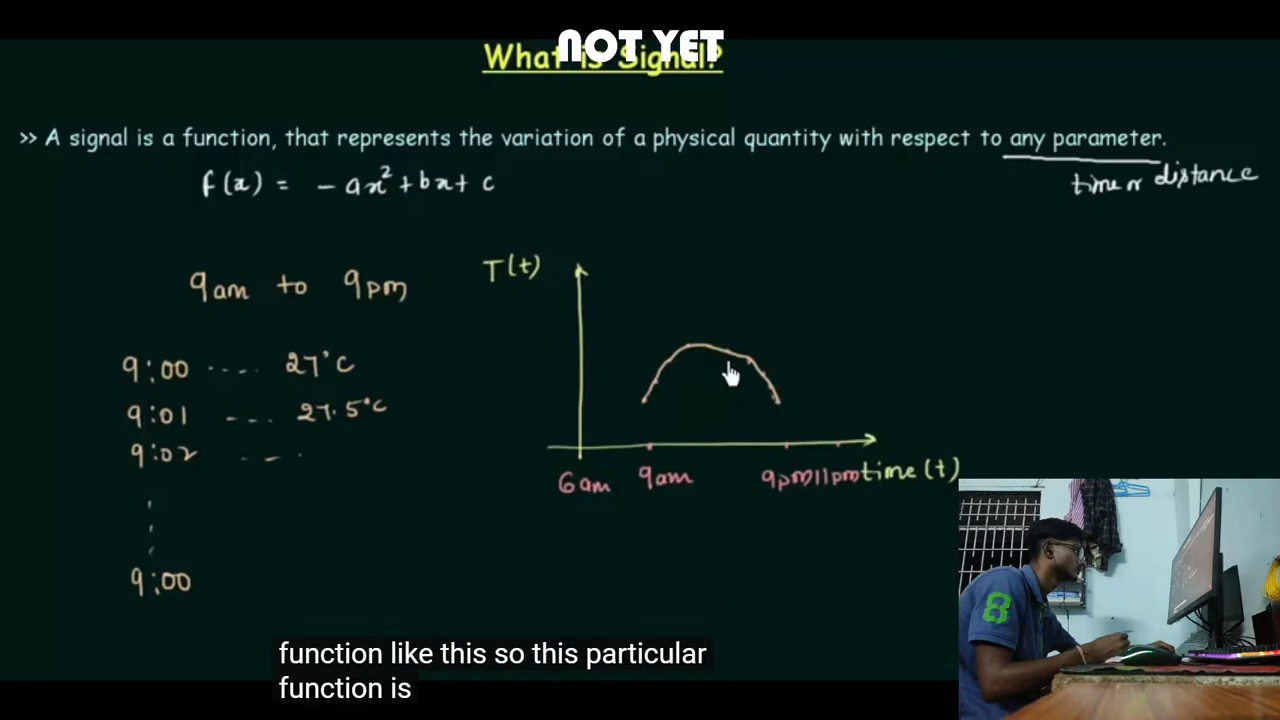 NOT YET
What is Signal?
>> A signal is a function, that represents the variation of a physical quantity with respect to any parameter.
time or distance
f(x) = - ax² + bx + c
9am to 9pm
T(t)
9:00 .... 27°C
9:01 --- 27.5°C
9:02 -- .
6am 9am 9pm 11pm time (t)
9:00
8
function like this so this particular
function is